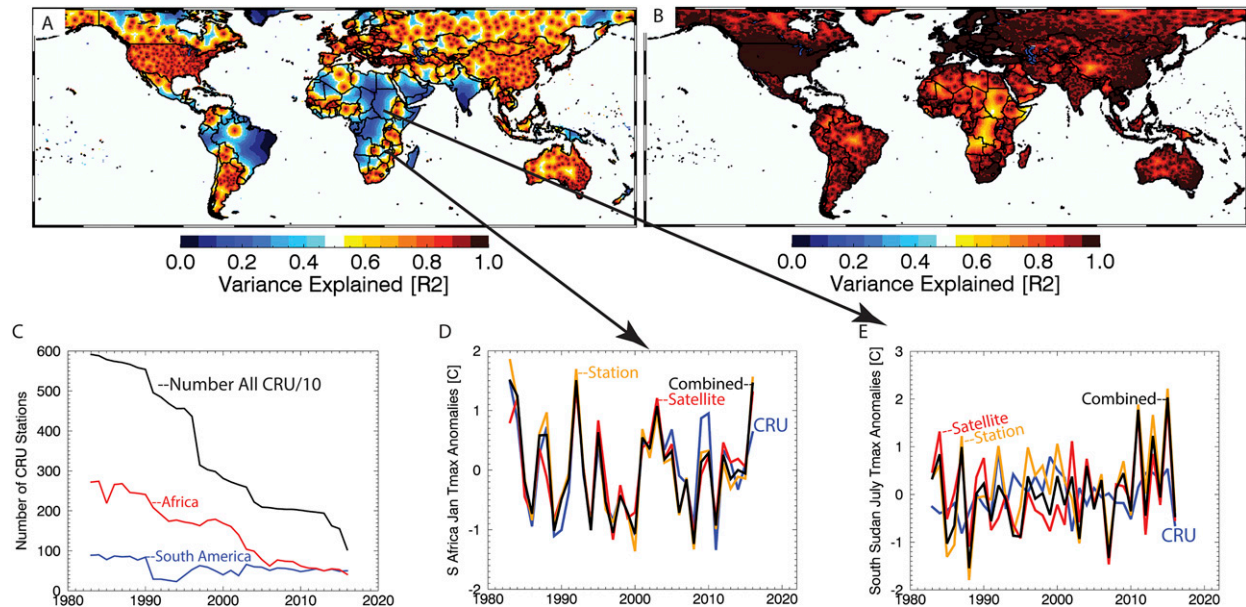 A
B
0.0 0.2 0.4 0.6 0.8 1.0
Variance Explained [R2]
0.0 0.2 0.4 0.6 0.8 1.0
Variance Explained [R2]
C
Number of CRU Stations
600
500
400
300
200
100
00
--Number All CRU/10
--Africa
--South America
1980 1990 2000 2010 2020
D
S Africa Jan Tmax Anomalies [C]
2
1
0
-1
-2
--Station
Combined--
--Satellite
CRU
1980 1990 2000 2010 2020
E
South Sudan July Tmax Anomalies [C]
3
2
1
0
-1
-2
Combined--
--Satellite
--Station
CRU
1980 1990 2000 2010 2020